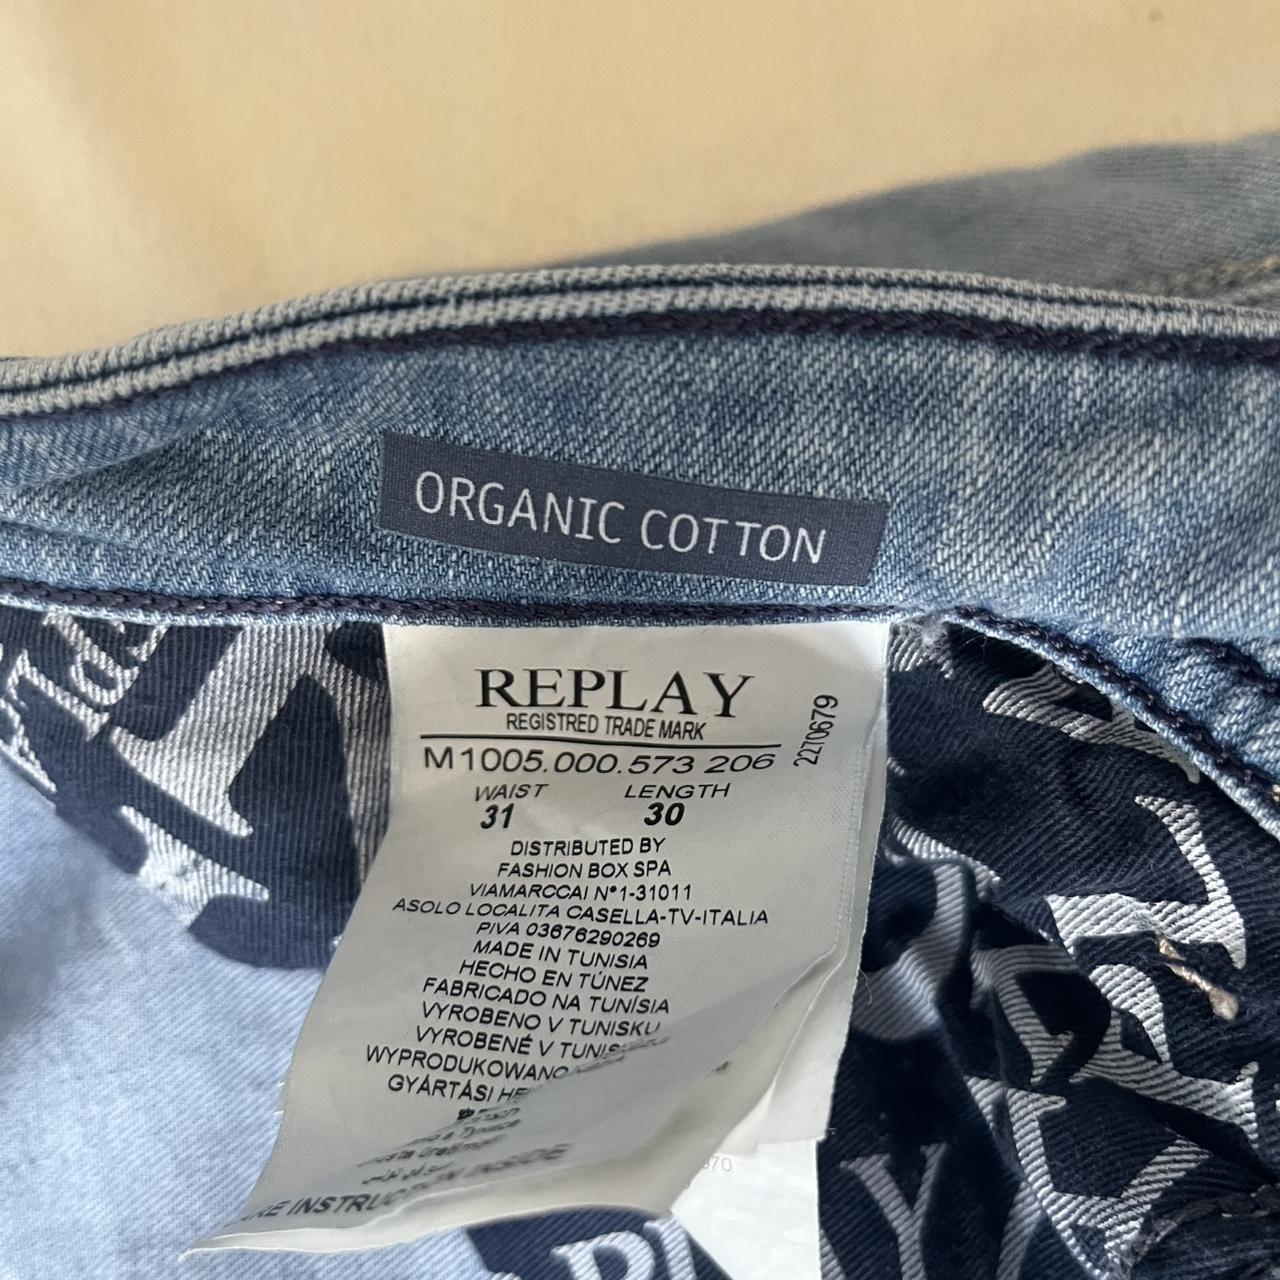 ORGANIC COTTON
REPLAY
REGISTRED TRADE MARK
M1005.000.573 206
2270679
WAIST LENGTH
31 30
DISTRIBUTED BY
FASHION BOX SPA
VIAMARCCAI N°1-31011
ASOLO LOCALITA CASELLA-TV-ITALIA
PIVA 03676290269
MADE IN TUNISIA
HECHO EN TÚNEZ
FABRICADO NA TUNÍSIA
VYROBENO V TUNISKU
VYROBENÉ V
WYPRODUKOWANO
GYÁRTÁSI
INSIDE